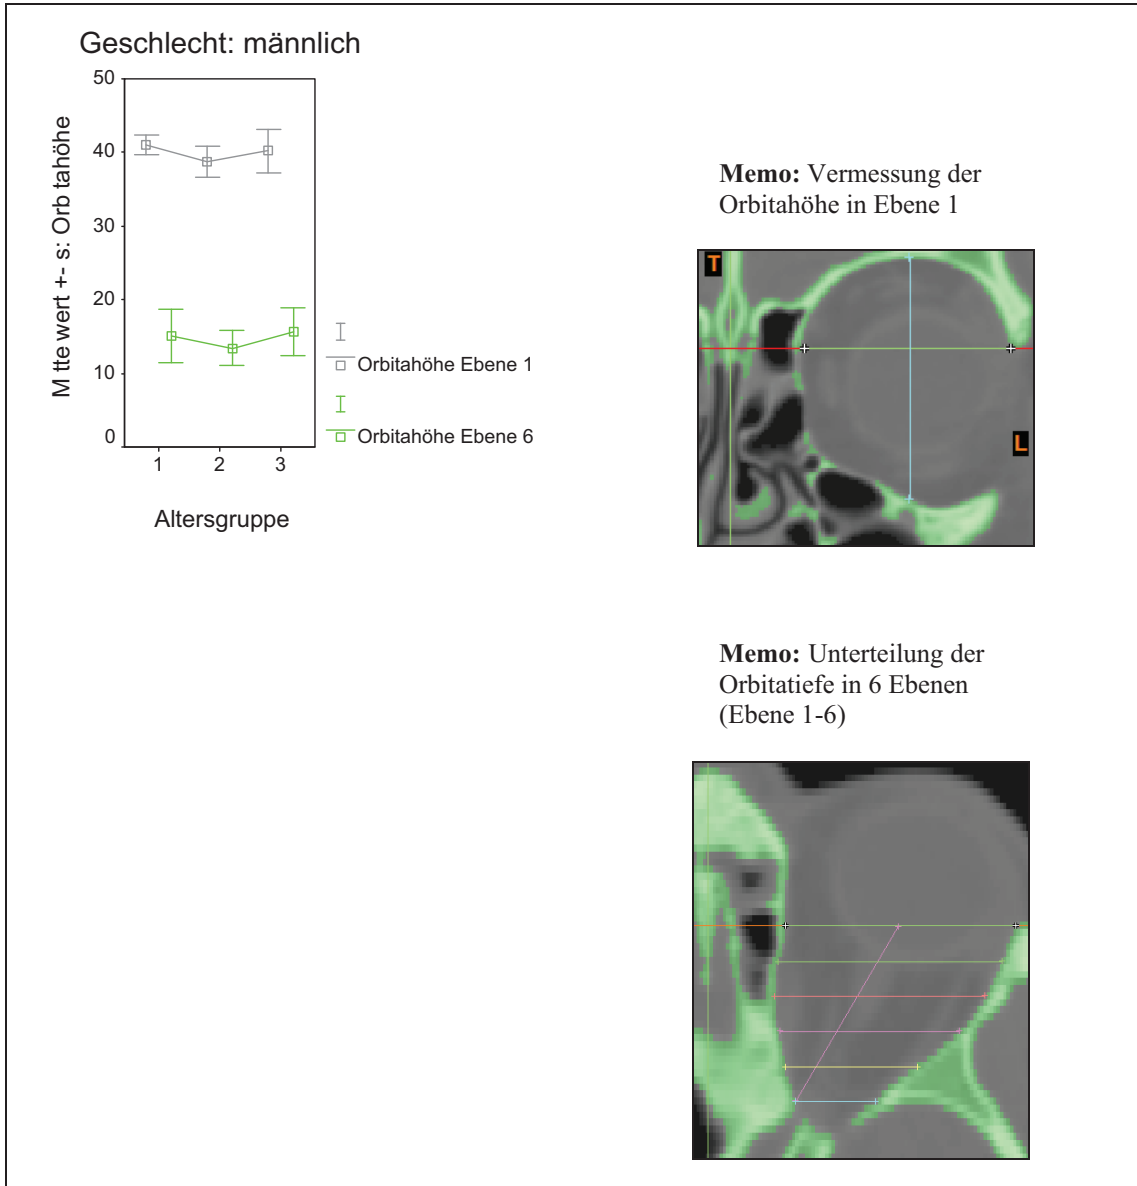 Geschlecht: männlich
50
40
30
20
10
0
M tte wert +- s: Orb tahöhe
1 2 3
Altersgruppe
Orbitahöhe Ebene 1
Orbitahöhe Ebene 6
Memo: Vermessung der
Orbitahöhe in Ebene 1
T
L
Memo: Unterteilung der
Orbitatiefe in 6 Ebenen
(Ebene 1-6)